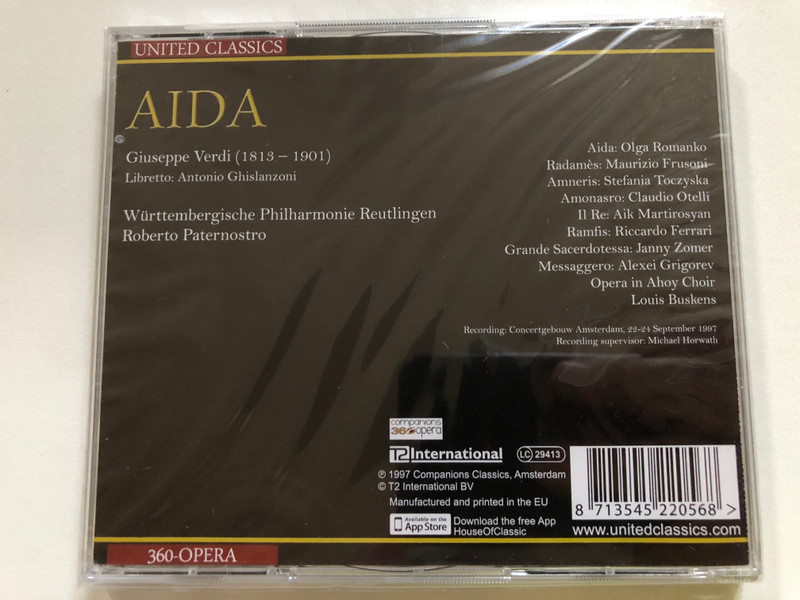 UNITED CLASSICS
AIDA
Giuseppe Verdi (1813 – 1901)
Libretto: Antonio Ghislanzoni
Württembergische Philharmonie Reutlingen
Roberto Paternostro
Aida: Olga Romanko
Radamès: Maurizio Frusoni
Amneris: Stefania Toczyska
Amonasro: Claudio Otelli
Il Re: Aik Martirosyan
Ramfis: Riccardo Ferrari
Grande Sacerdotessa: Janny Zomer
Messaggero: Alexei Grigorev
Opera in Ahoy Choir
Louis Buskens
Recording: Concertgebouw Amsterdam, 22-24 September 1997
Recording supervisor: Michael Horwath
companions
360opera
T2 International
LC 29413
℗ 1997 Companions Classics, Amsterdam
© T2 International BV
Manufactured and printed in the EU
Available on the
App Store
Download the free App
HouseOfClassic
8 713545 220568 >
www.unitedclassics.com
360-OPERA